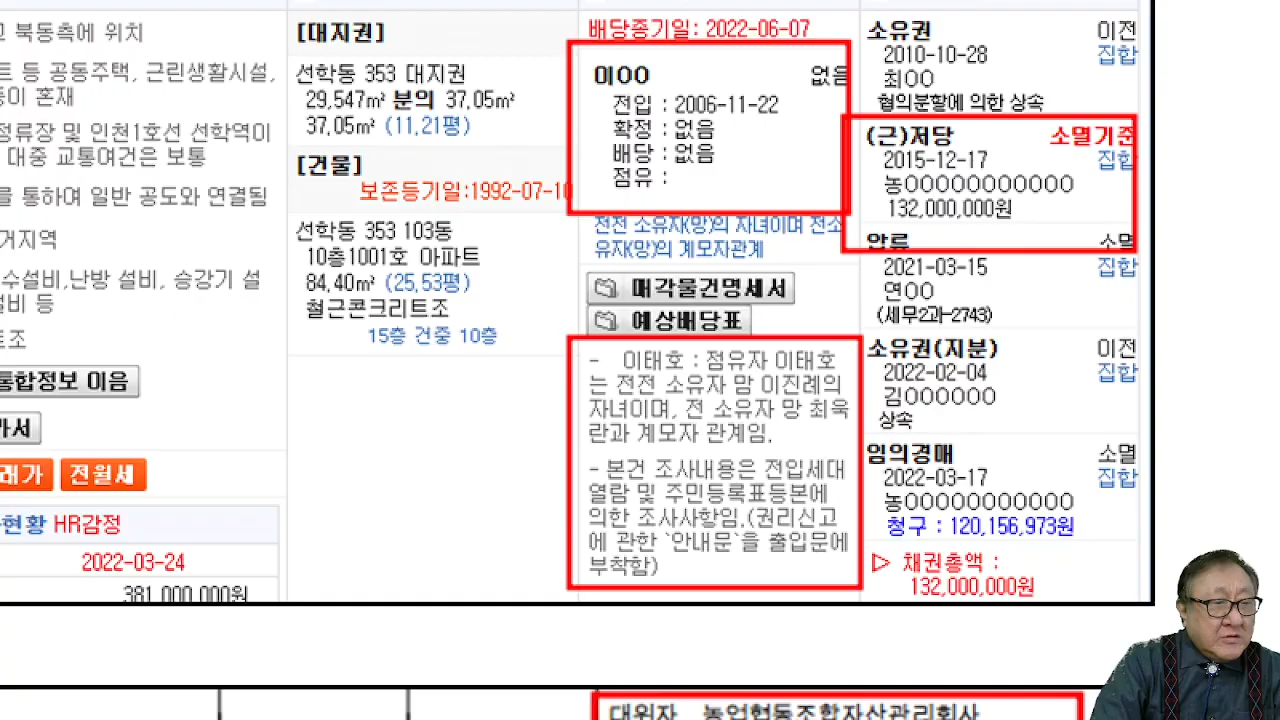 북동측에 위치
트 등 공동주택, 근린생활시설,
등이 혼재
정류장 및 인천1호선 선학역이
대중 교통여건은 보통
를 통하여 일반 공도와 연결됨
거지역
수설비,난방 설비, 승강기 설
설비 등
트조
통합정보 이음
가서
래가 전월세
현황 HR감정
2022-03-24
381,000,000원
[대지권]
선학동 353 대지권
29,547㎡ 분의 37,05㎡
37,05㎡ (11,21평)
[건물]
보존등기일:1992-07-10
선학동 353 103동
10층1001호 아파트
84,40㎡ (25,53평)
철근콘크리트조
15층 건중 10층
배당종기일: 2022-06-07
이OO 없음
전입 : 2006-11-22
확정 : 없음
배당 : 없음
점유 :
전전 소유자(망)의 자녀이며 전소
유자(망)의 계모자관계
매각물건명세서
예상배당표
- 이태호 : 점유자 이태호
는 전전 소유자 망 이진례의
자녀이며, 전 소유자 망 최욱
란과 계모자 관계임.
- 본건 조사내용은 전입세대
열람 및 주민등록표등본에
의한 조사사항임.(권리신고
에 관한 `안내문`을 출입문에
부착함)
소유권 이전
2010-10-28 집합
최OO
협의분할에 의한 상속
(근)저당 소멸기준
2015-12-17 집합
농OOOOOOOOOOO
132,000,000원
압류 소멸
2021-03-15 집합
연OO
(세무2과-2743)
소유권(지분) 이전
2022-02-04 집합
김OOOOOO
상속
임의경매 소멸
2022-03-17 집합
농OOOOOOOOOOO
청구 : 120,156,973원
▷ 채권총액 :
132,000,000원
대위자 농업협동조합자산관리회사